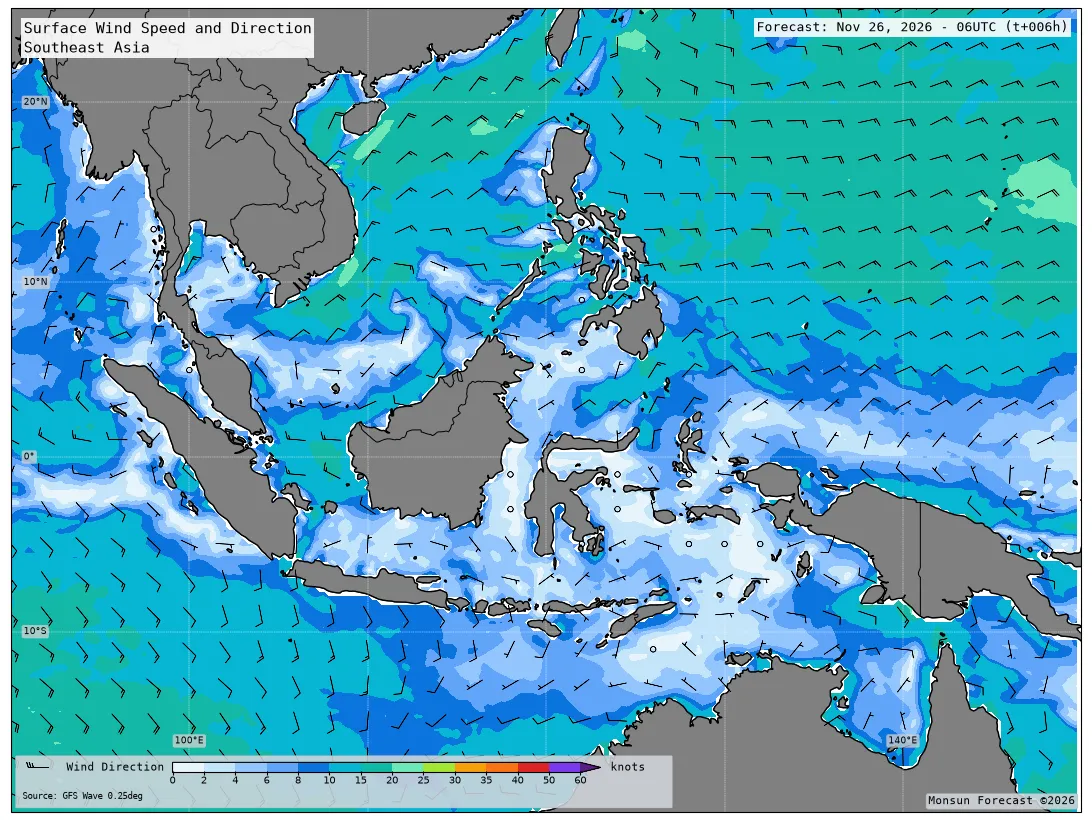 Surface Wind Speed and Direction
Southeast Asia
Forecast: Nov 26, 2026 - 06UTC (t+006h)
20°N
10°N
0°
10°S
100°E
140°E
Wind Direction
0 2 4 6 8 10 15 20 25 30 35 40 50 60
knots
Source: GFS Wave 0.25deg
Monsun Forecast ©2026